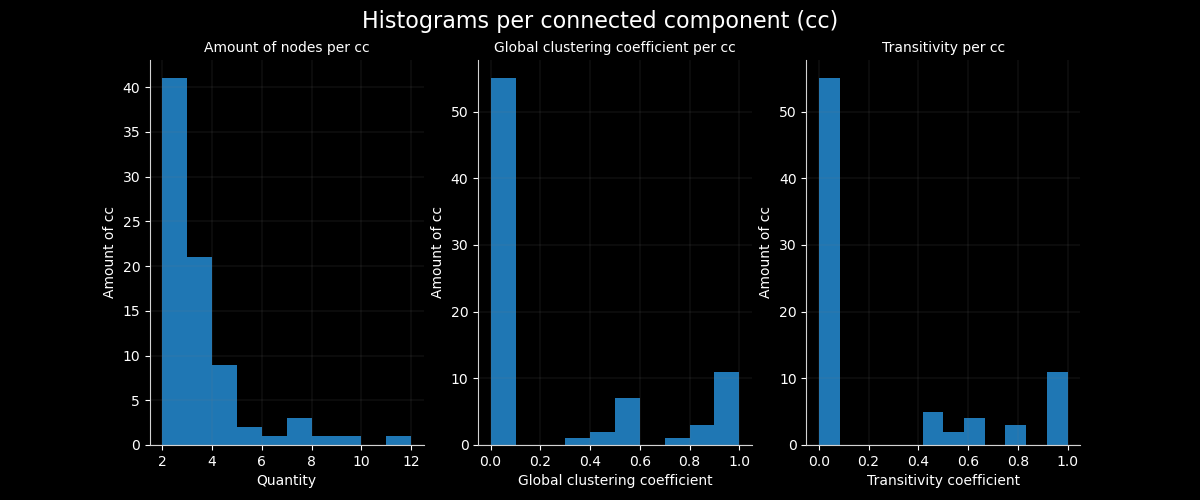 Histograms per connected component (cc)
Amount of nodes per cc
Global clustering coefficient per cc
Transitivity per cc
40
35
30
25
20
15
10
5
0
Amount of cc
2 4 6 8 10 12
Quantity
50
40
30
20
10
0
Amount of cc
0.0 0.2 0.4 0.6 0.8 1.0
Global clustering coefficient
50
40
30
20
10
0
Amount of cc
0.0 0.2 0.4 0.6 0.8 1.0
Transitivity coefficient